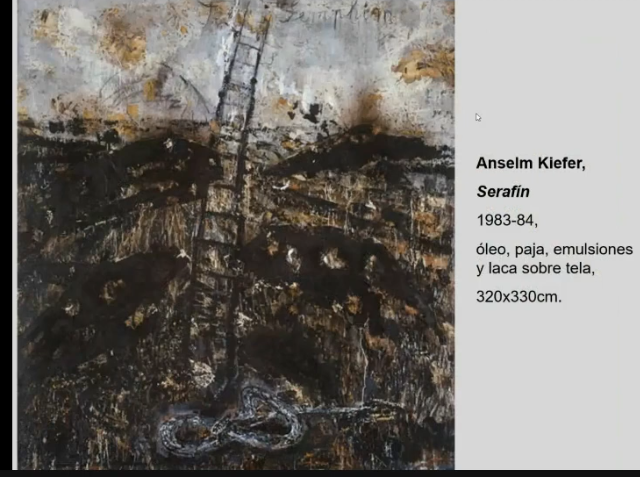 Anselm Kiefer,
Serafín
1983-84,
óleo, paja, emulsiones
y laca sobre tela,
320x330cm.